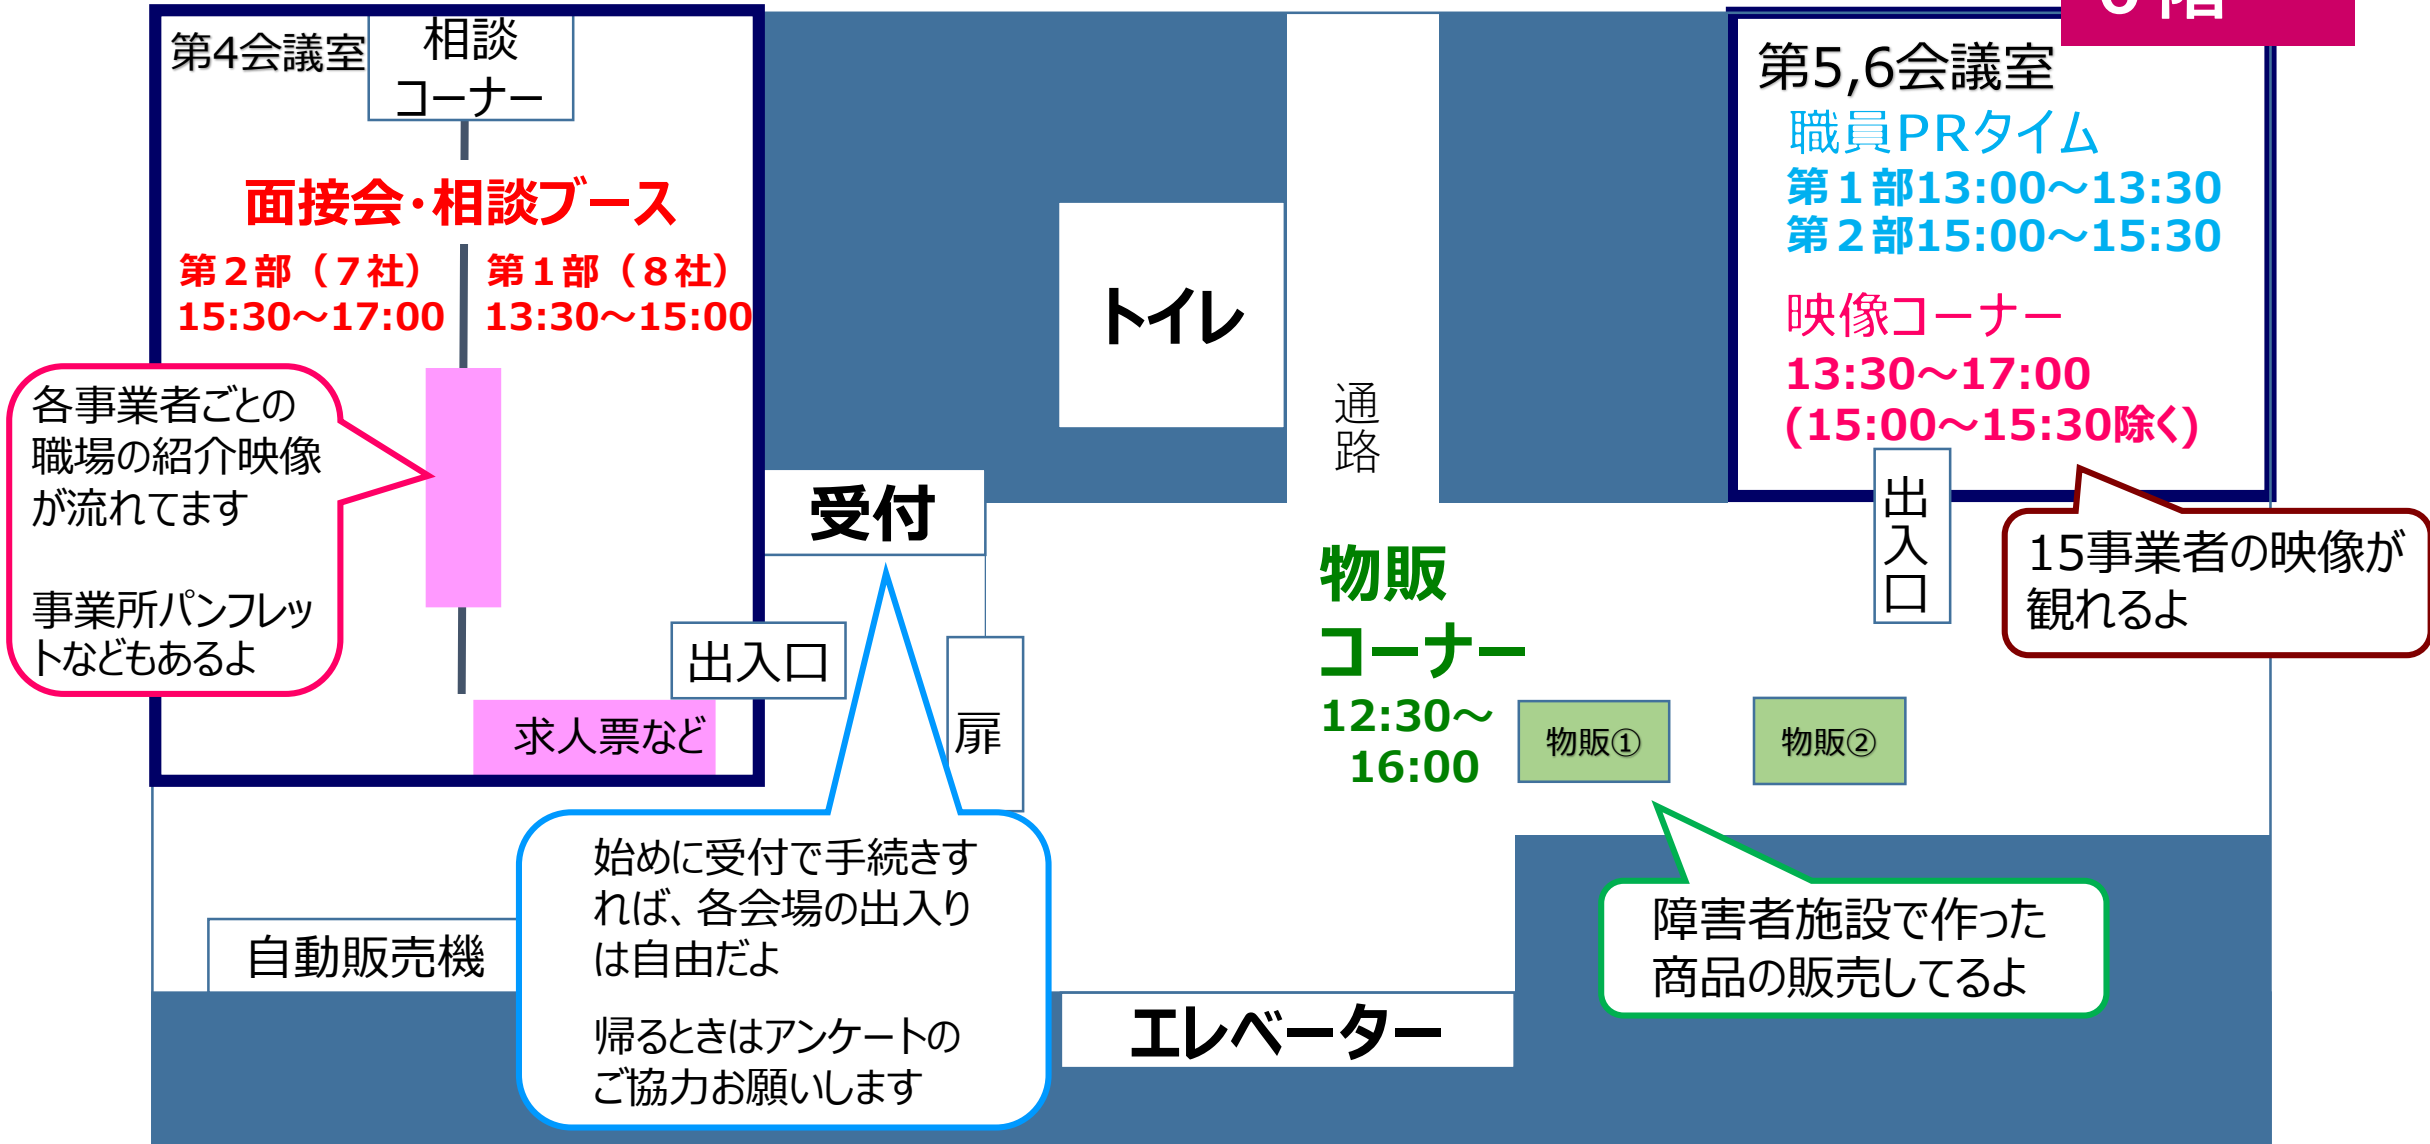 第4会議室
相談
コーナー
面接会・相談ブース
第２部（７社）
15:30～17:00
第１部（８社）
13:30～15:00
各事業者ごとの
職場の紹介映像
が流れてます
事業所パンフレッ
トなどもあるよ
求人票など
出入口
受付
扉
始めに受付で手続きす
れば、各会場の出入り
は自由だよ
帰るときはアンケートの
ご協力お願いします
自動販売機
トイレ
通路
物販
コーナー
12:30～
16:00
物販①
物販②
障害者施設で作った
商品の販売してるよ
エレベーター
階
第5,6会議室
職員PRタイム
第１部13:00～13:30
第２部15:00～15:30
映像コーナー
13:30～17:00
(15:00～15:30除く)
出入口
15事業者の映像が
観れるよ